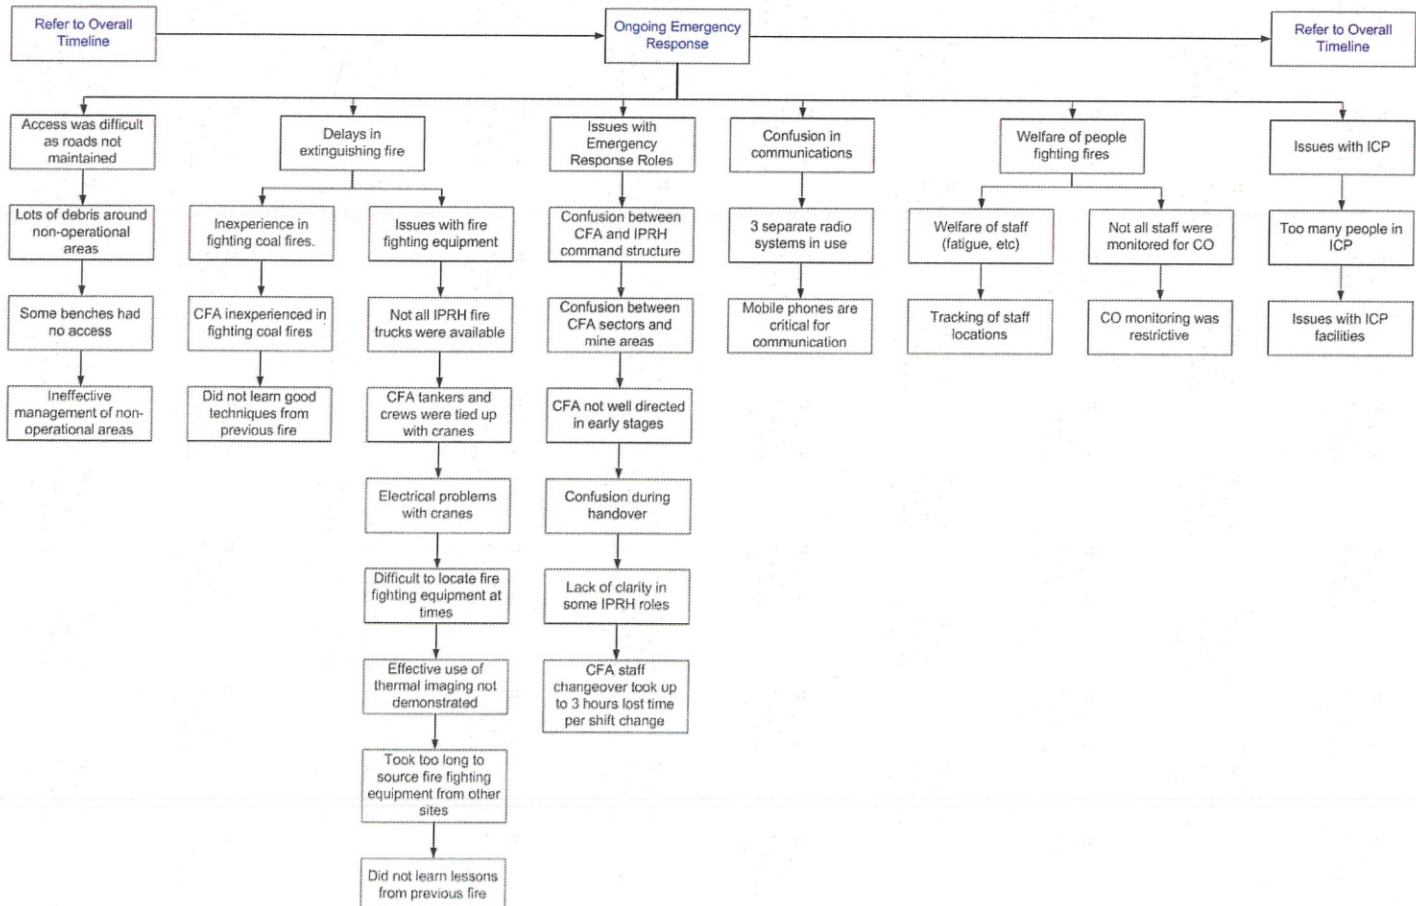 Refer to Overall
Timeline
Ongoing Emergency
Response
Refer to Overall
Timeline
Access was difficult
as roads not
maintained
Lots of debris around
non-operational
areas
Some benches had
no access
Ineffective
management of non-
operational areas
Delays in
extinguishing fire
Inexperience in
fighting coal fires.
CFA inexperienced in
fighting coal fires
Did not learn good
techniques from
previous fire
Issues with fire
fighting equipment
Not all IPRH fire
trucks were available
CFA tankers and
crews were tied up
with cranes
Electrical problems
with cranes
Difficult to locate fire
fighting equipment at
times
Effective use of
thermal imaging not
demonstrated
Took too long to
source fire fighting
equipment from other
sites
Did not learn lessons
from previous fire
Issues with
Emergency
Response Roles
Confusion between
CFA and IPRH
command structure
Confusion between
CFA sectors and
mine areas
CFA not well directed
in early stages
Confusion during
handover
Lack of clarity in
some IPRH roles
CFA staff
changeover took up
to 3 hours lost time
per shift change
Confusion in
communications
3 separate radio
systems in use
Mobile phones are
critical for
communication
Welfare of people
fighting fires
Welfare of staff
(fatigue, etc)
Tracking of staff
locations
Not all staff were
monitored for CO
CO monitoring was
restrictive
Issues with ICP
Too many people in
ICP
Issues with ICP
facilities